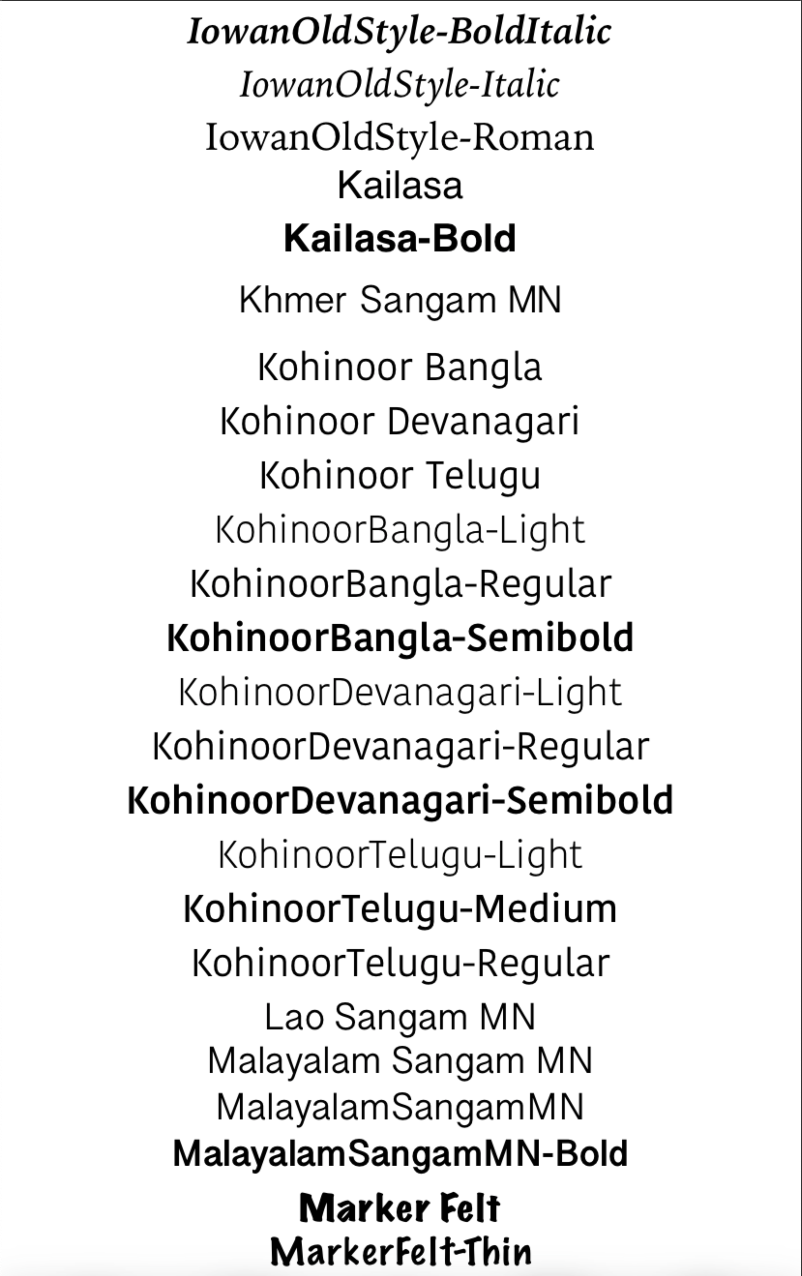 IowanOldStyle-BoldItalic
IowanOldStyle-Italic
IowanOldStyle-Roman
Kailasa
Kailasa-Bold
Khmer Sangam MN
Kohinoor Bangla
Kohinoor Devanagari
Kohinoor Telugu
KohinoorBangla-Light
KohinoorBangla-Regular
KohinoorBangla-Semibold
KohinoorDevanagari-Light
KohinoorDevanagari-Regular
KohinoorDevanagari-Semibold
KohinoorTelugu-Light
KohinoorTelugu-Medium
KohinoorTelugu-Regular
Lao Sangam MN
Malayalam Sangam MN
MalayalamSangamMN
MalayalamSangamMN-Bold
Marker Felt
MarkerFelt-Thin